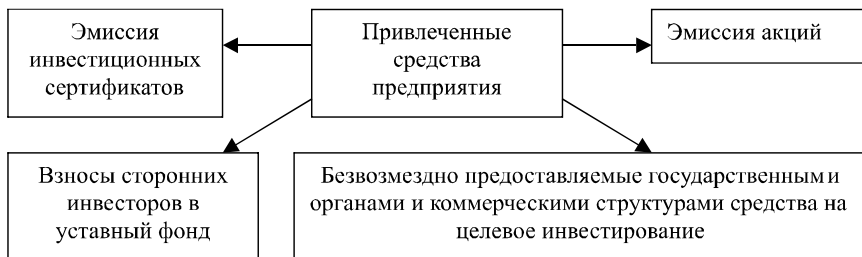 Эмиссия
инвестиционных
сертификатов
Привлеченные
средства
предприятия
Эмиссия акций
Взносы сторонних
инвесторов в
уставный фонд
Безвозмездно предоставляемые государственными
органами и коммерческими структурами средства на
целевое инвестирование